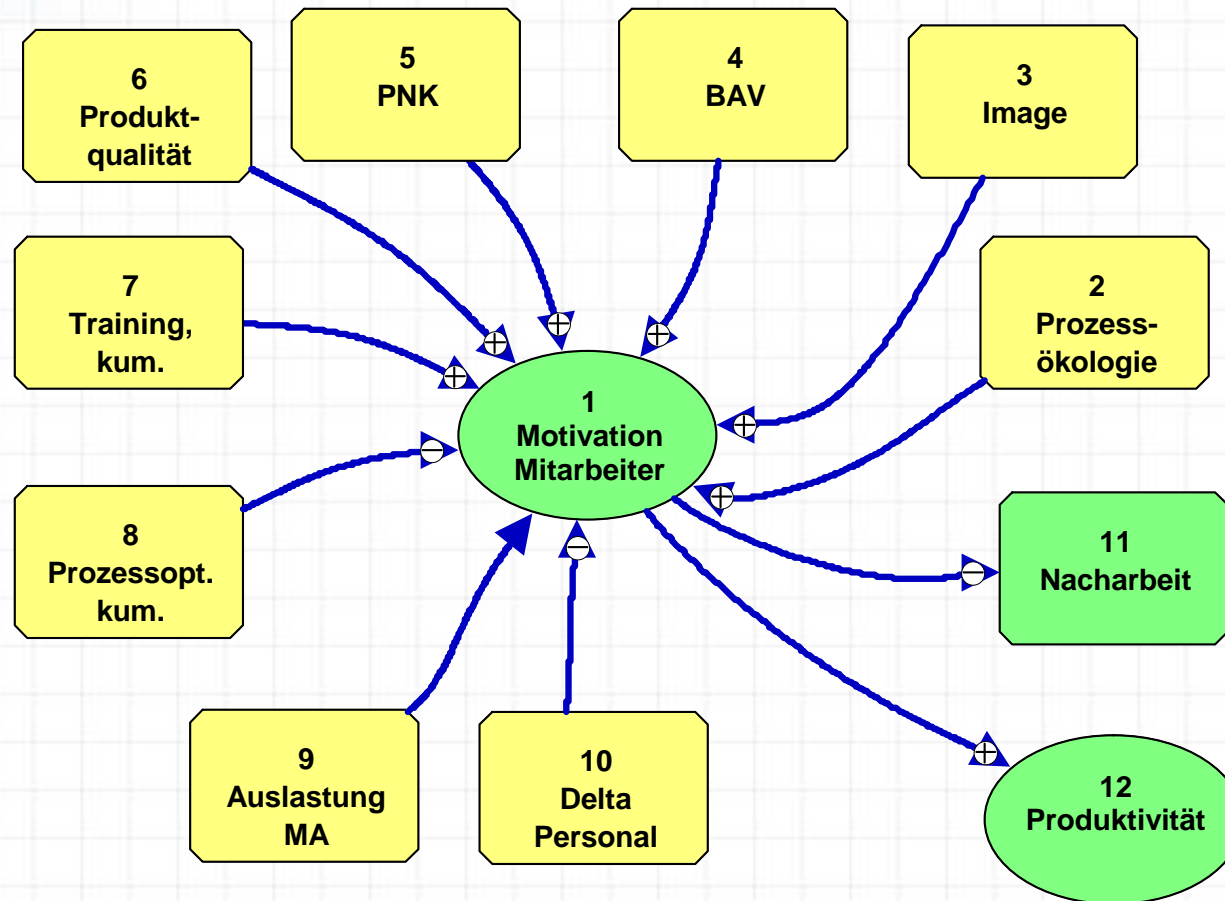 6
Produkt-
qualität
5
PNK
4
BAV
3
Image
7
Training,
kum.
2
Prozess-
ökologie
1
Motivation
Mitarbeiter
8
Prozessopt.
kum.
11
Nacharbeit
9
Auslastung
MA
10
Delta
Personal
12
Produktivität